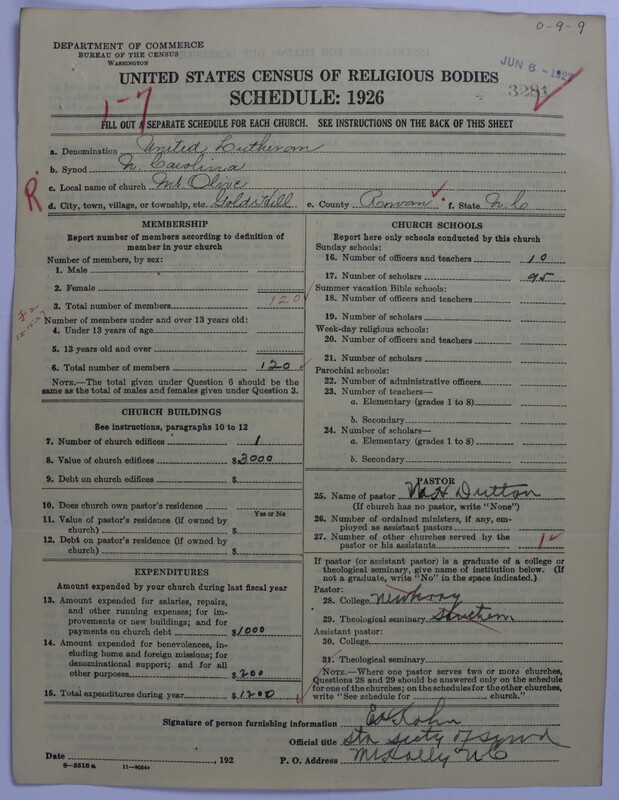 0-9-9
DEPARTMENT OF COMMERCE
BUREAU OF THE CENSUS
WASHINGTON
JUN 6 - 1927
3281
UNITED STATES CENSUS OF RELIGIOUS BODIES
SCHEDULE: 1926
1-7
FILL OUT A SEPARATE SCHEDULE FOR EACH CHURCH. SEE INSTRUCTIONS ON THE BACK OF THIS SHEET
a. Denomination United Lutheran
b. Synod N Carolina
c. Local name of church Mt. Olive
R.
d. City, town, village, or township, etc. Gold Hill e. County Rowan f. State N.C
MEMBERSHIP
Report number of members according to definition of
member in your church
Number of members, by sex:
1. Male
2. Female
3. Total number of members 120
Number of members under and over 13 years old:
4. Under 13 years of age
5. 13 years old and over
6. Total number of members 120
NOTE.—The total given under Question 6 should be
same as the total of males and females given under Question 3.
CHURCH BUILDINGS
See instructions, paragraphs 10 to 12
7. Number of church edifices 1
8. Value of church edifices $3000
9. Debt on church edifices $
10. Does church own pastor's residence
Yes or No
11. Value of pastor's residence (if owned by
church) $
12. Debt on pastor's residence (if owned by
church) $
EXPENDITURES
Amount expended by your church during last fiscal year
13. Amount expended for salaries, repairs,
and other running expenses; for im-
provements or new buildings; and for
payments on church debt $1000
14. Amount expended for benevolences, in-
cluding home and foreign missions; for
denominational support; and for all
other purposes $200
15. Total expenditures during year $1200
CHURCH SCHOOLS
Report here only schools conducted by this church
Sunday schools:
16. Number of officers and teachers 10
17. Number of scholars 95
Summer vacation Bible schools:
18. Number of officers and teachers
19. Number of scholars
Week-day religious schools:
20. Number of officers and teachers
21. Number of scholars
Parochial schools:
22. Number of administrative officers
23. Number of teachers—
a. Elementary (grades 1 to 8)
b. Secondary
24. Number of scholars—
a. Elementary (grades 1 to 8)
b. Secondary
PASTOR
25. Name of pastor Dutton
(If church has no pastor, write "None")
26. Number of ordained ministers, if any, em-
ployed as assistant pastors
27. Number of other churches served by the
pastor or his assistants 1
If pastor (or assistant pastor) is a graduate of a college or
theological seminary, give name of institution below. (If
not a graduate, write "No" in the space indicated.)
Pastor:
28. College
29. Theological seminary
Assistant pastor:
30. College
31. Theological seminary
NOTE.—Where one pastor serves two or more churches,
Questions 28 and 29 should be answered only on the schedule
for one of the churches; on the schedules for the other churches,
write "See schedule for church."
Signature of person furnishing information
Official title of Synod
Date , 192 P. O. Address Mt Holly NC
8—5518 a